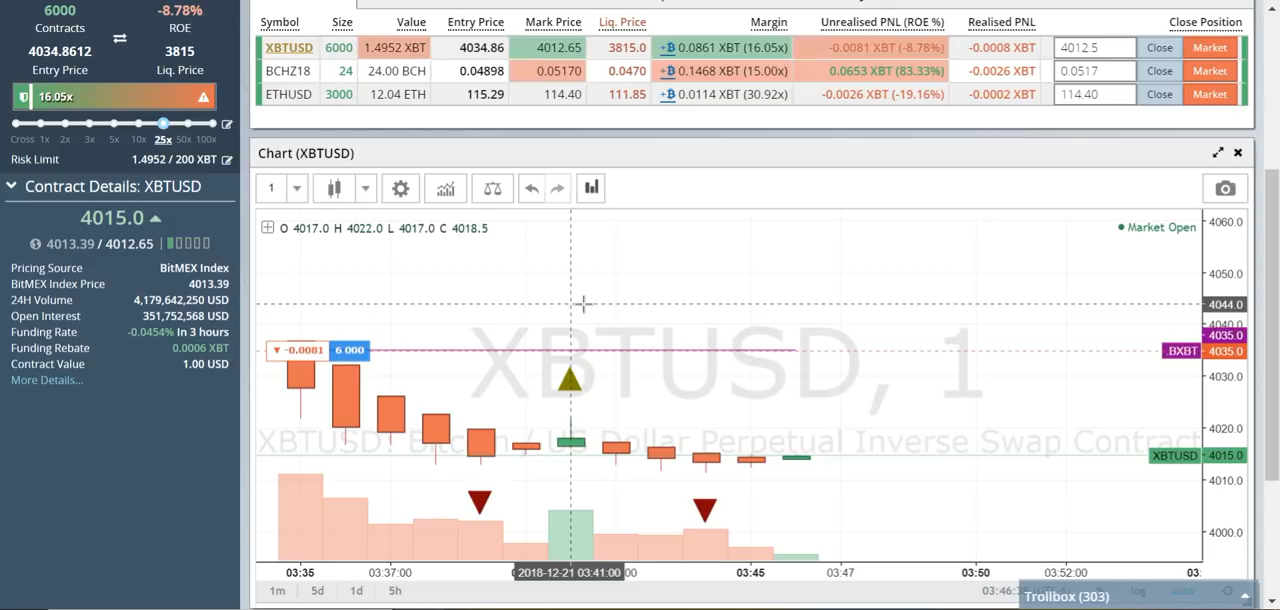 6000
-8.78%
Contracts
ROE
4034.8612
3815
Entry Price
Liq. Price
16.05x
Cross 1x 2x 3x 5x 10x 25x 50x 100x
Risk Limit 1.4952 / 200 XBT
Contract Details: XBTUSD
4015.0
4013.39 / 4012.65
Pricing Source BitMEX Index
BitMEX Index Price 4013.39
24H Volume 4,179,642,250 USD
Open Interest 351,752,568 USD
Funding Rate -0.0454% In 3 hours
Funding Rebate 0.0006 XBT
Contract Value 1.00 USD
More Details...
Symbol Size Value Entry Price Mark Price Liq. Price Margin Unrealised PNL (ROE %) Realised PNL Close Position
XBTUSD 6000 1.4952 XBT 4034.86 4012.65 3815.0 0.0861 XBT (16.05x) -0.0081 XBT (-8.78%) -0.0008 XBT 4012.5 Close Market
BCHZ18 24 24.00 BCH 0.04898 0.05170 0.0470 0.1468 XBT (15.00x) 0.0653 XBT (83.33%) -0.0026 XBT 0.0517 Close Market
ETHUSD 3000 12.04 ETH 115.29 114.40 111.85 0.0114 XBT (30.92x) -0.0026 XBT (-19.16%) -0.0002 XBT 114.40 Close Market
Chart (XBTUSD)
1
O 4017.0 H 4022.0 L 4017.0 C 4018.5
Market Open
4060.0
4050.0
4044.0
4040.0
4035.0
-0.0081 6 000
.BXBT 4035.0
4030.0
4020.0
XBTUSD, 1
XBTUSD: Bitcoin / US Dollar Perpetual Inverse Swap Contract
XBTUSD 4015.0
4010.0
4000.0
03:35 03:37:00 2018-12-21 03:41:00 03:45 03:47 03:50 03:52:00 03:
1m 5d 1d 5h
Trollbox (303)